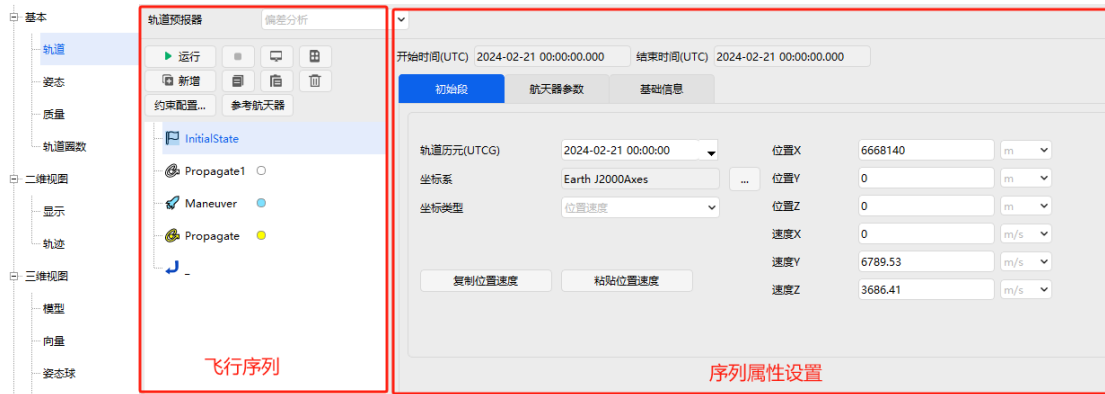 基本
轨道
姿态
质量
轨道圈数
二维视图
显示
轨迹
三维视图
模型
向量
姿态球
轨道预报器 偏差分析
运行
新增
约束配置... 参考航天器
InitialState
Propagate1
Maneuver
Propagate
-
飞行序列
开始时间(UTC) 2024-02-21 00:00:00.000 结束时间(UTC) 2024-02-21 00:00:00.000
初始段 航天器参数 基础信息
轨道历元(UTCG) 2024-02-21 00:00:00 位置X 6668140 m
坐标系 Earth J2000Axes ... 位置Y 0 m
坐标类型 位置速度 位置Z 0 m
速度X 0 m/s
速度Y 6789.53 m/s
复制位置速度 粘贴位置速度 速度Z 3686.41 m/s
序列属性设置